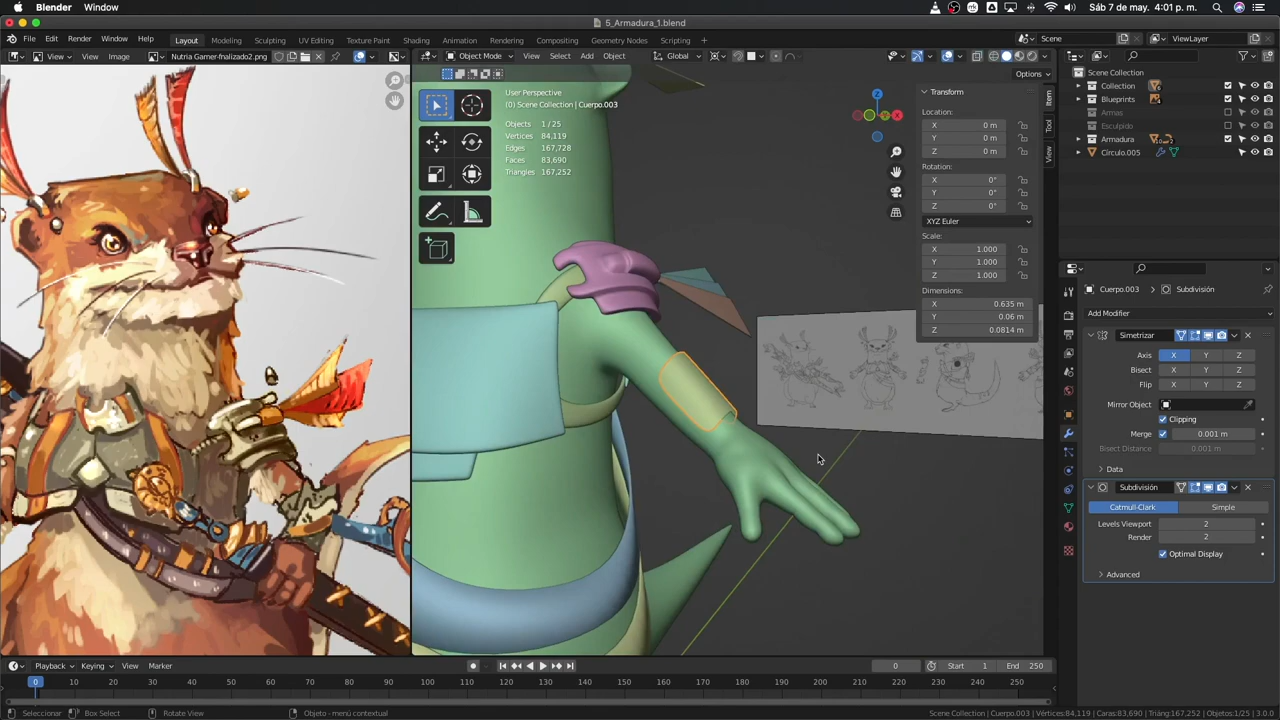 Blender Window
Sáb 7 de may. 4:01 p. m.
5_Armadura_1.blend
File Edit Render Window Help
Layout Modeling Sculpting UV Editing Texture Paint Shading Animation Rendering Compositing Geometry Nodes Scripting +
Scene
ViewLayer
View View Image
Nutria Gamer-fnalizado2.png
Object Mode View Select Add Object
Global
Options
User Perspective
(0) Scene Collection | Cuerpo.003
Objects 1 / 25
Vertices 84,119
Edges 167,728
Faces 83,690
Triangles 167,252
Z
X
Transform
Location:
X 0 m
Y 0 m
Z 0 m
Rotation:
X 0°
Y 0°
Z 0°
XYZ Euler
Scale:
X 1.000
Y 1.000
Z 1.000
Dimensions:
X 0.635 m
Y 0.06 m
Z 0.0814 m
Item
Tool
View
Scene Collection
Collection
Blueprints
Armas
Esculpido
Armadura
Círculo.005
Cuerpo.003 > Subdivisión
Add Modifier
Simetrizar
Axis X Y Z
Bisect X Y Z
Flip X Y Z
Mirror Object
Clipping
Merge 0.001 m
Bisect Distance 0.001 m
Data
Subdivisión
Catmull-Clark Simple
Levels Viewport 2
Render 2
Optimal Display
Advanced
Playback Keying View Marker
0 Start 1 End 250
0 10 20 30 40 50 60 70 80 90 100 110 120 130 140 150 160 170 180 190 200 210 220 230 240 250
Seleccionar Box Select Rotate View Objeto - menú contextual
Scene Collection | Cuerpo.003 | Vértices:84,119 | Caras:83,690 | Triáng:167,252 | Objetos:1/25 | 3.0.0